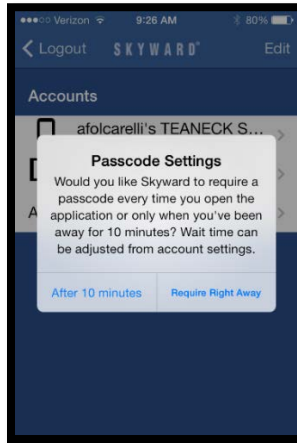 Verizon 9:26 AM 80%
Logout SKYWARD® Edit
Accounts
afolcarelli's TEANECK S...
Passcode Settings
Would you like Skyward to require a
passcode every time you open the
application or only when you've been
away for 10 minutes? Wait time can
be adjusted from account settings.
After 10 minutes Require Right Away